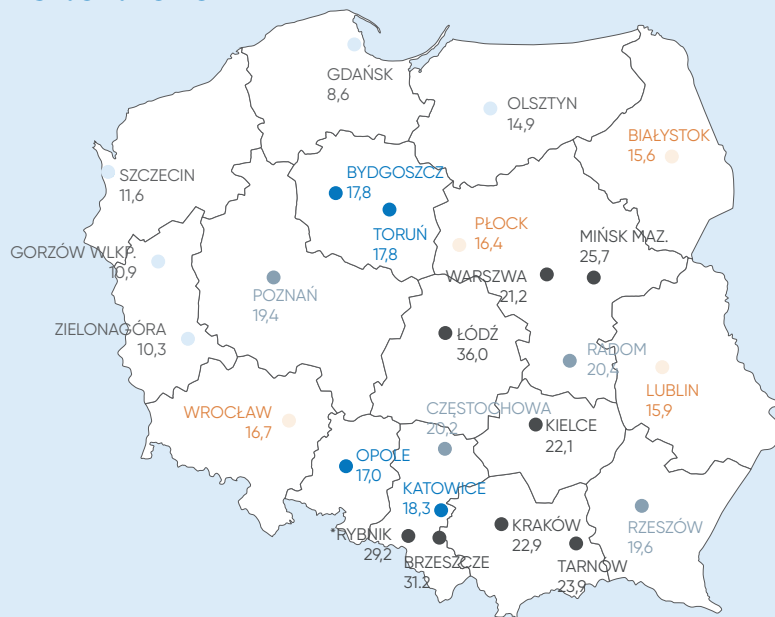 GDAŃSK
8,6
OLSZTYN
14,9
BIAŁYSTOK
15,6
SZCZECIN
11,6
BYDGOSZCZ
17,8
TORUŃ
17,8
PŁOCK
16,4
MIŃSK MAZ.
25,7
GORZÓW WLKP.
10,9
WARSZWA
21,2
POZNAŃ
19,4
ZIELONAGÓRA
10,3
ŁÓDŹ
36,0
RADOM
20,4
LUBLIN
15,9
WROCŁAW
16,7
CZĘSTOCHOWA
20,2
KIELCE
22,1
OPOLE
17,0
KATOWICE
18,3
*RYBNIK
29,2
BRZESZCZE
31.2
KRAKÓW
22,9
TARNÓW
23,9
RZESZÓW
19,6